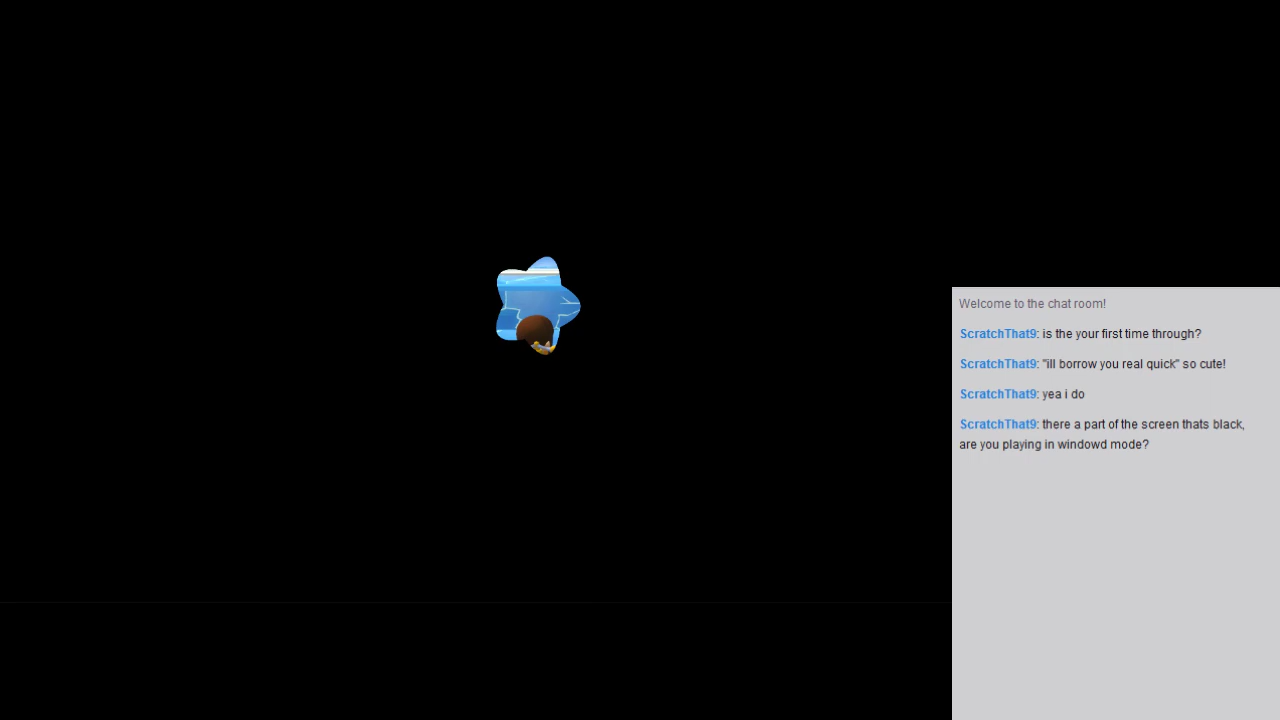 Welcome to the chat room!
ScratchThat9: is the your first time through?
ScratchThat9: "ill borrow you real quick" so cute!
ScratchThat9: yea i do
ScratchThat9: there a part of the screen thats black,
are you playing in windowd mode?